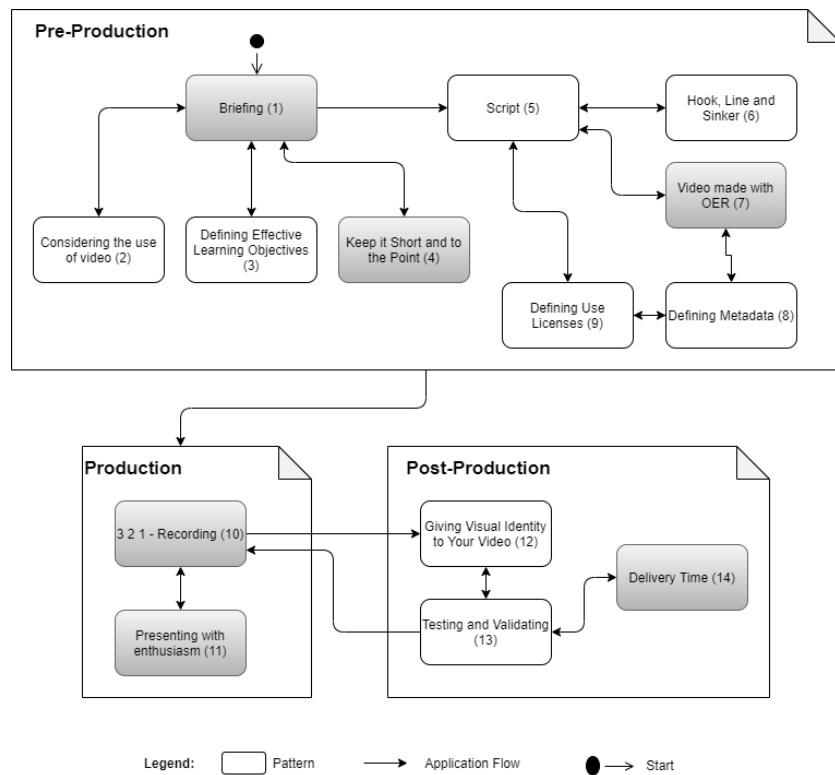 Pre-Production
Briefing (1)
Script (5)
Hook, Line and
Sinker (6)
Video made with
OER (7)
Considering the use
of video (2)
Defining Effective
Learning Objectives
(3)
Keep it Short and to
the Point (4)
Defining Use
Licenses (9)
Defining Metadata (8)
Production
3 2 1 - Recording (10)
Presenting with
enthusiasm (11)
Post-Production
Giving Visual Identity
to Your Video (12)
Delivery Time (14)
Testing and Validating
(13)
Legend:
Pattern
Application Flow
Start